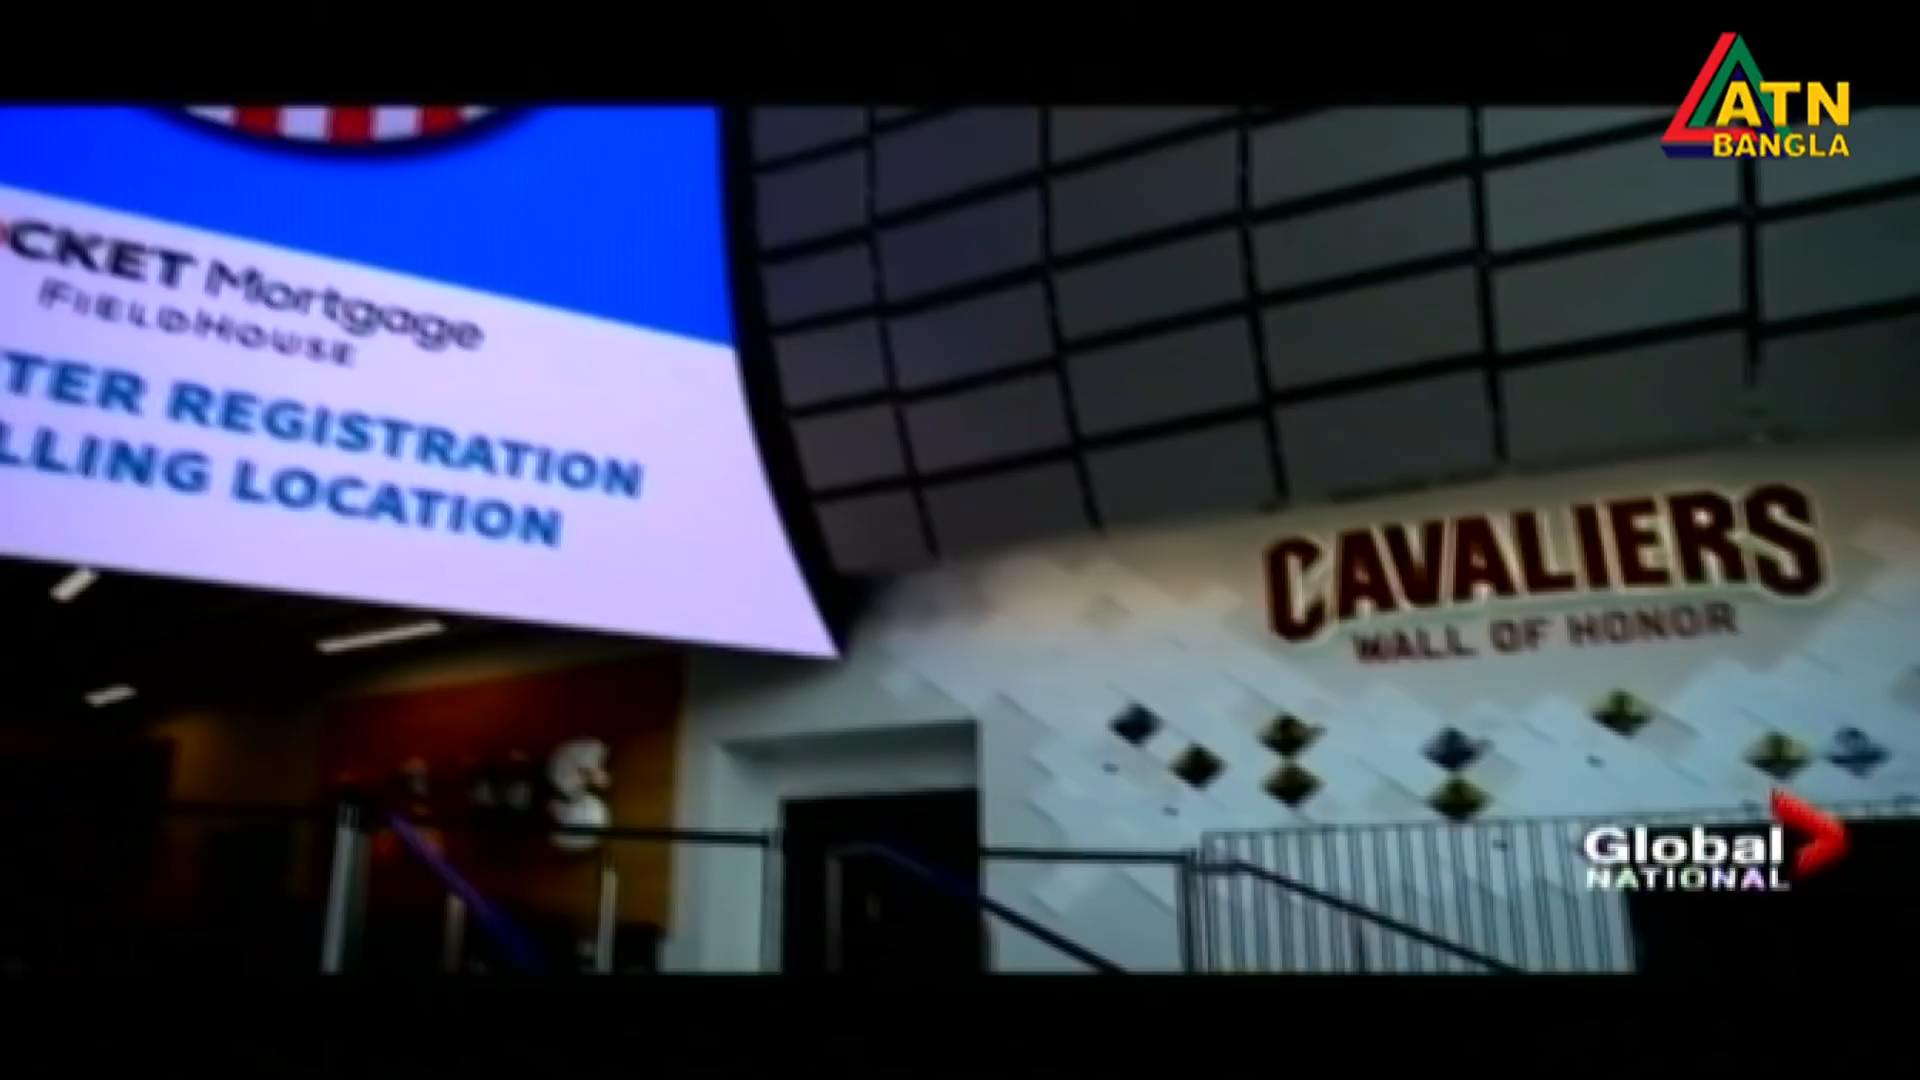 ATN
BANGLA
CKET Mortgage
FIELDHOUSE
TER REGISTRATION
LLING LOCATION
CAVALIERS
WALL OF HONOR
Global
NATIONAL